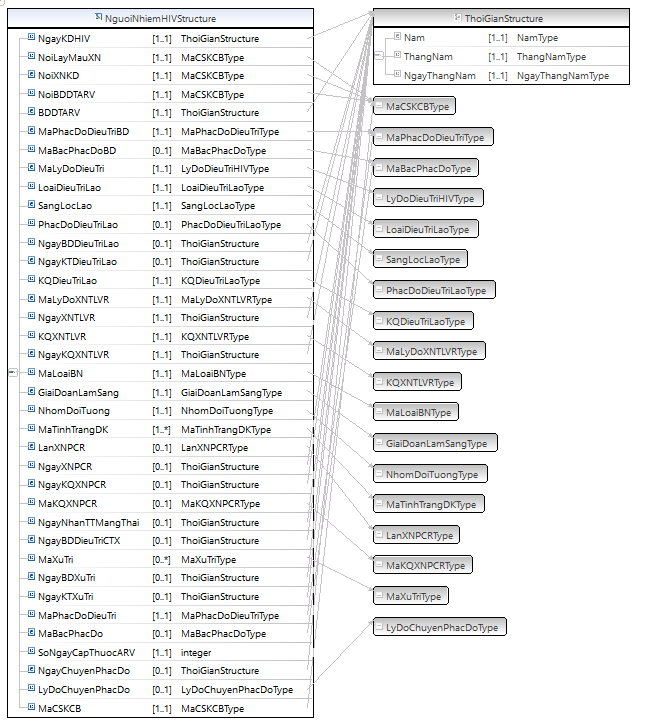 NguoiNhiemHIVStructure
NgayKDHIV [1..1] ThoiGianStructure
NoiLayMauXN [1..1] MaCSKCBType
NoiXNKD [1..1] MaCSKCBType
NoiBDDTARV [1..1] MaCSKCBType
BDDTARV [1..1] ThoiGianStructure
MaPhacDoDieuTriBD [1..1] MaPhacDoDieuTriType
MaBacPhacDoBD [0..1] MaBacPhacDoType
MaLyDoDieuTri [1..1] LyDoDieuTriHIVType
LoaiDieuTriLao [1..1] LoaiDieuTriLaoType
SangLocLao [1..1] SangLocLaoType
PhacDoDieuTriLao [0..1] PhacDoDieuTriLaoType
NgayBDDieuTriLao [0..1] ThoiGianStructure
NgayKTDieuTriLao [0..1] ThoiGianStructure
KQDieuTriLao [1..1] KQDieuTriLaoType
MaLyDoXNTLVR [1..1] MaLyDoXNTLVRType
NgayXNTLVR [1..1] ThoiGianStructure
KQXNTLVR [1..1] KQXNTLVRType
NgayKQXNTLVR [1..1] ThoiGianStructure
MaLoaiBN [1..1] MaLoaiBNType
GiaiDoanLamSang [1..1] GiaiDoanLamSangType
NhomDoiTuong [1..1] NhomDoiTuongType
MaTinhTrangDK [1..*] MaTinhTrangDKType
LanXNPCR [0..1] LanXNPCRType
NgayXNPCR [0..1] ThoiGianStructure
NgayKQXNPCR [0..1] ThoiGianStructure
MaKQXNPCR [0..1] MaKQXNPCRType
NgayNhanTTMangThai [0..1] ThoiGianStructure
NgayBDDieuTriCTX [0..1] ThoiGianStructure
MaXuTri [0..*] MaXuTriType
NgayBDXuTri [0..1] ThoiGianStructure
NgayKTXuTri [0..1] ThoiGianStructure
MaPhacDoDieuTri [1..1] MaPhacDoDieuTriType
MaBacPhacDo [0..1] MaBacPhacDoType
SoNgayCapThuocARV [1..1] integer
NgayChuyenPhacDo [0..1] ThoiGianStructure
LyDoChuyenPhacDo [0..1] LyDoChuyenPhacDoType
MaCSKCB [1..1] MaCSKCBType
ThoiGianStructure
Nam [1..1] NamType
ThangNam [1..1] ThangNamType
NgayThangNam [1..1] NgayThangNamType
MaCSKCBType
MaPhacDoDieuTriType
MaBacPhacDoType
LyDoDieuTriHIVType
LoaiDieuTriLaoType
SangLocLaoType
PhacDoDieuTriLaoType
KQDieuTriLaoType
MaLyDoXNTLVRType
KQXNTLVRType
MaLoaiBNType
GiaiDoanLamSangType
NhomDoiTuongType
MaTinhTrangDKType
LanXNPCRType
MaKQXNPCRType
MaXuTriType
LyDoChuyenPhacDoType